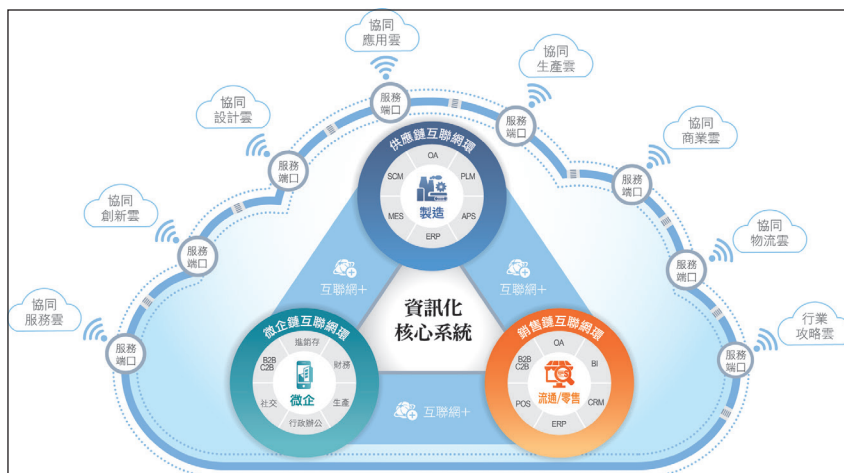 協同
應用雲
協同
生產雲
協同
設計雲
協同
商業雲
協同
創新雲
協同
物流雲
協同
服務雲
行業
攻略雲
服務
端口
服務
端口
服務
端口
服務
端口
服務
端口
服務
端口
服務
端口
服務
端口
供應鏈互聯網環
OA
SCM
PLM
製造
MES
APS
ERP
互聯網+
互聯網+
資訊化
核心系統
微企鏈互聯網環
進銷存
B2B
C2B
財務
微企
社交
生產
行政辦公
互聯網+
銷售鏈互聯網環
OA
B2B
C2B
BI
流通/零售
POS
CRM
ERP